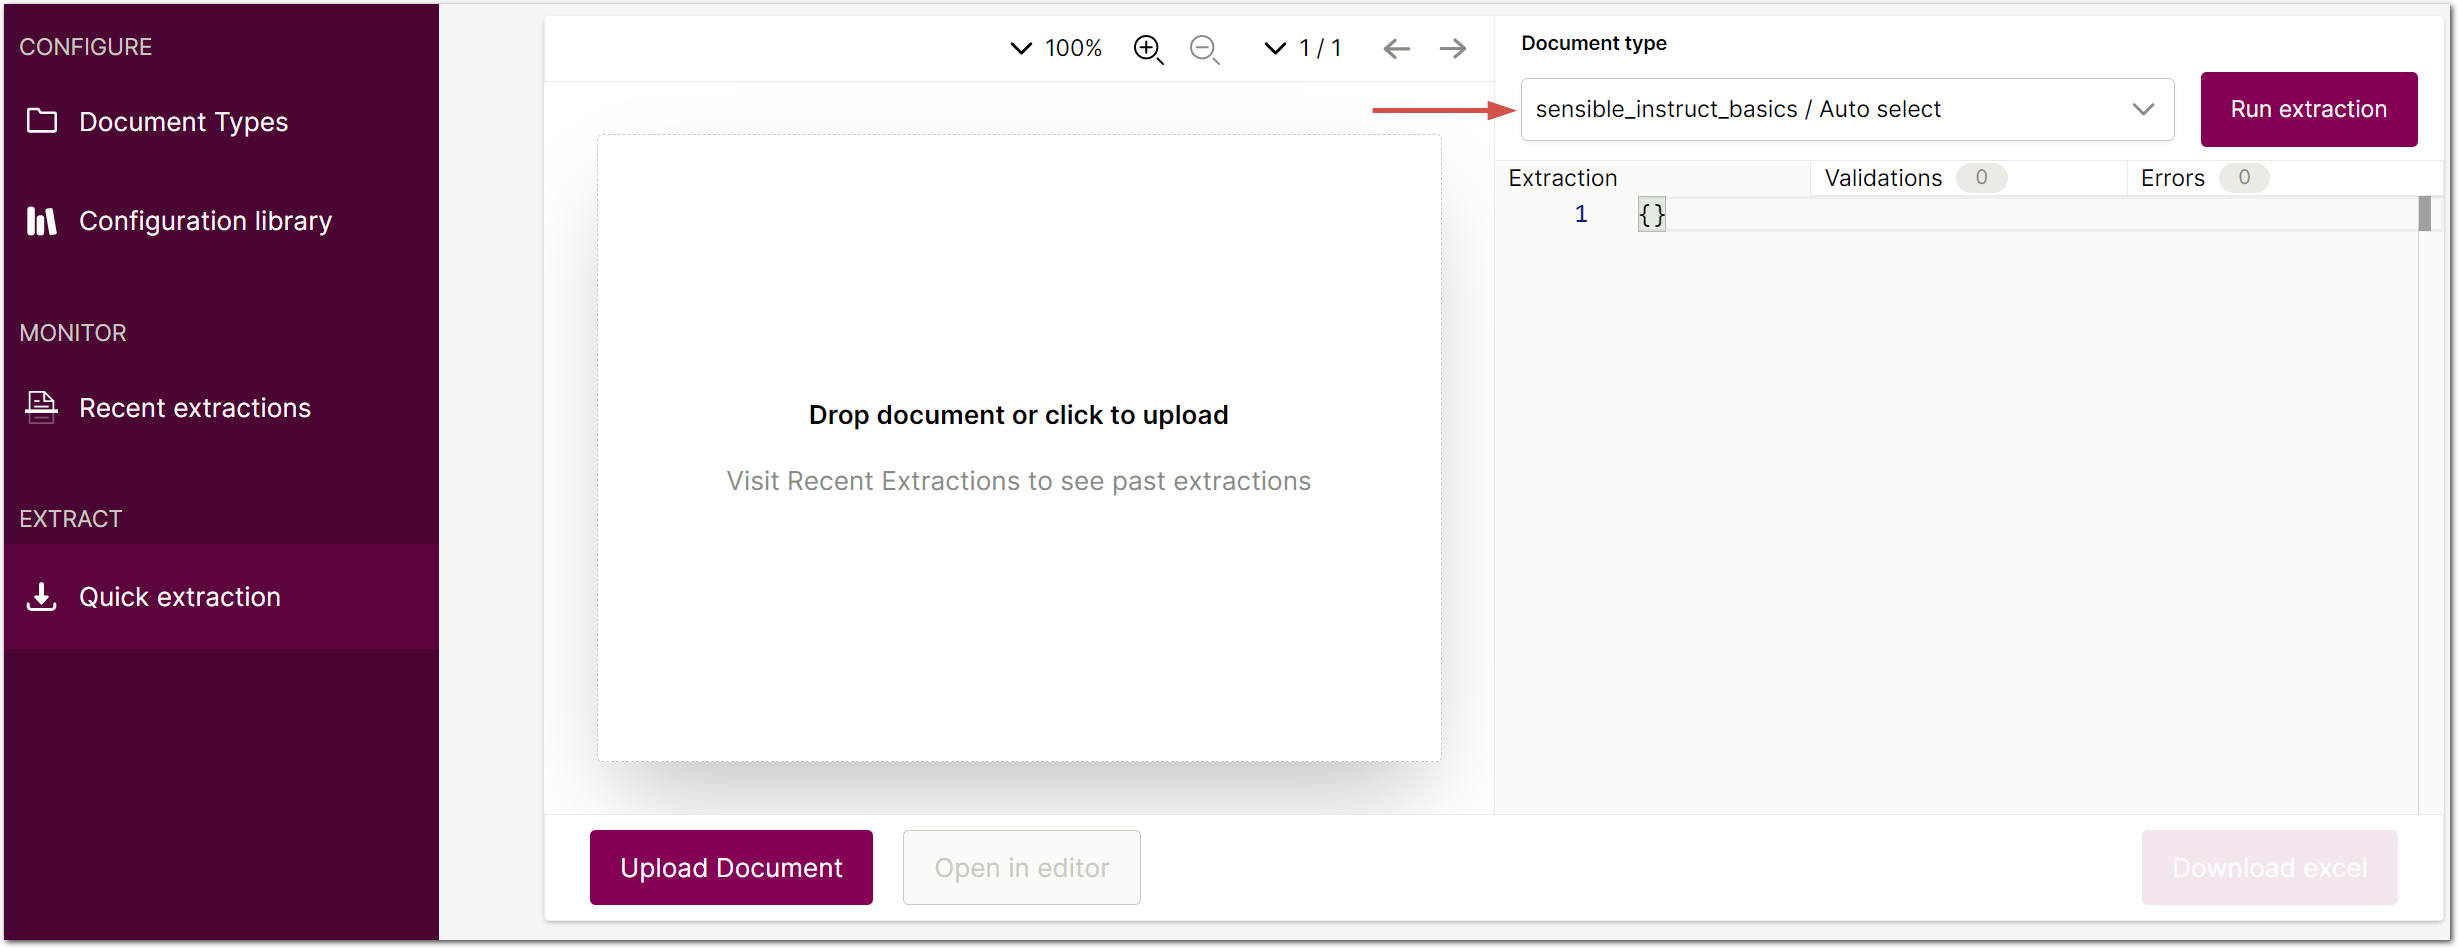 CONFIGURE
Document Types
Configuration library
MONITOR
Recent extractions
EXTRACT
Quick extraction
100%
1 / 1
Drop document or click to upload
Visit Recent Extractions to see past extractions
Upload Document
Open in editor
Document type
sensible_instruct_basics / Auto select
Run extraction
Extraction
Validations 0
Errors 0
1 {}
Download excel